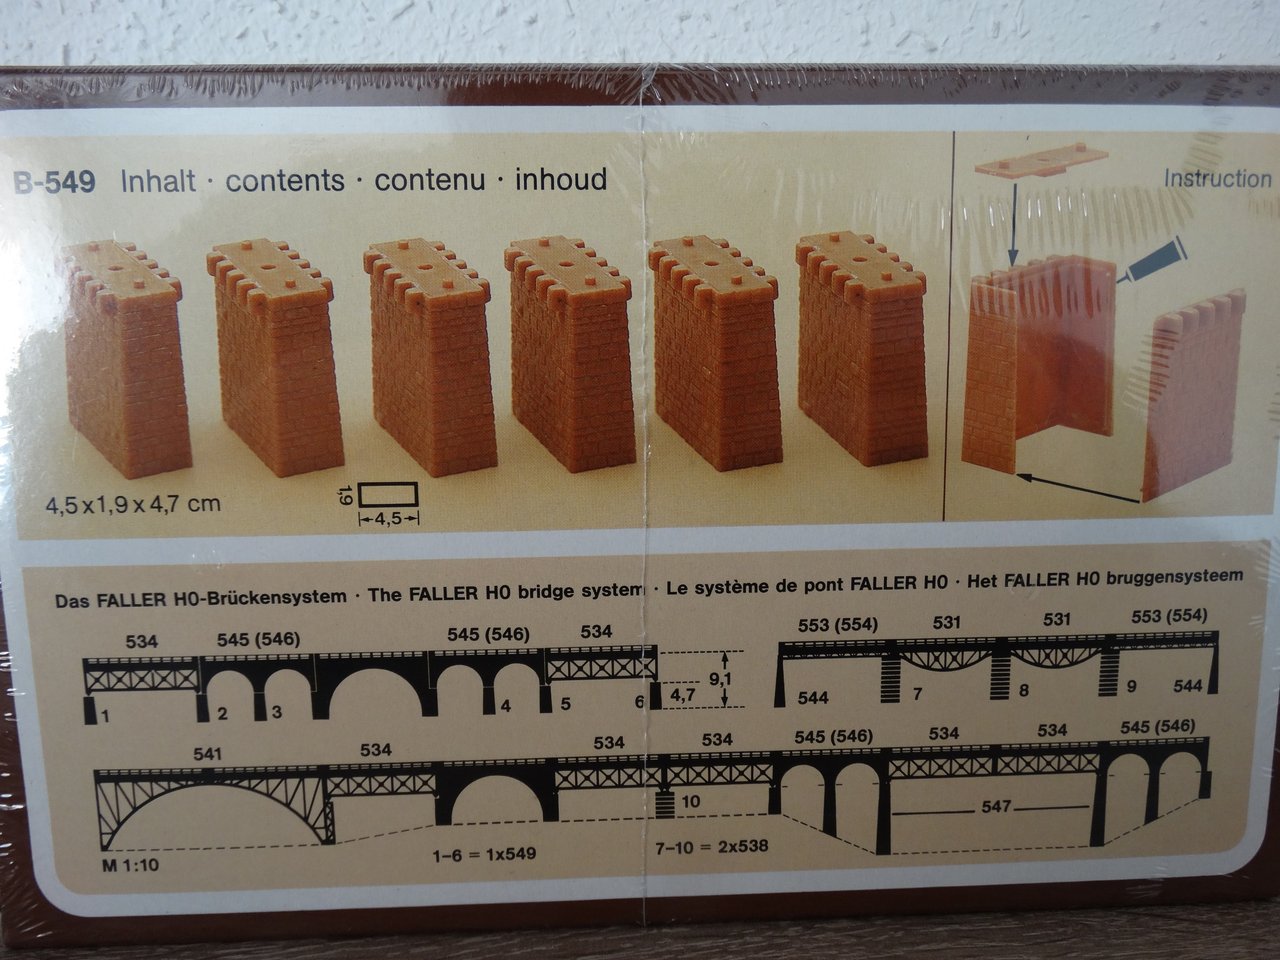 B-549 Inhalt · contents · contenu · inhoud
Instruction
4,5x1,9x4,7 cm
1,9
4,5
Das FALLER H0-Brückensystem · The FALLER H0 bridge system · Le système de pont FALLER H0 · Het FALLER H0 bruggensysteem
534 545 (546) 545 (546) 534
553 (554) 531 531 553 (554)
1 2 3 4 5 6 4,7 9,1
544 7 8 9 544
541 534 534 534 545 (546) 534 534 545 (546)
10
547
M 1:10
1–6 = 1x549
7–10 = 2x538